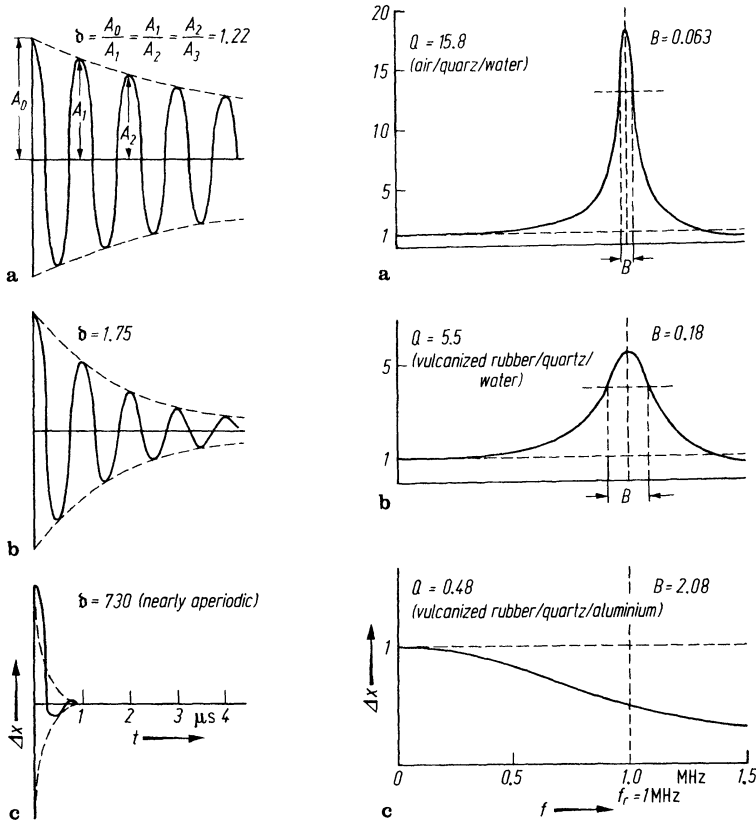 𝔡 = A0/A1 = A1/A2 = A2/A3 = 1.22
A0
A1
A2
a
𝔡 = 1.75
b
𝔡 = 730 (nearly aperiodic)
Δx
1 2 μs 3 4
t
c
20
15
10
5
1
Q = 15.8
(air/quarz/water)
B = 0.063
B
a
Q = 5.5
(vulcanized rubber/quartz/
water)
B = 0.18
5
1
B
b
Q = 0.48
(vulcanized rubber/quartz/aluminium)
B = 2.08
1
Δx
0 0.5 1.0 MHz 1.5
fr = 1MHz
f
c